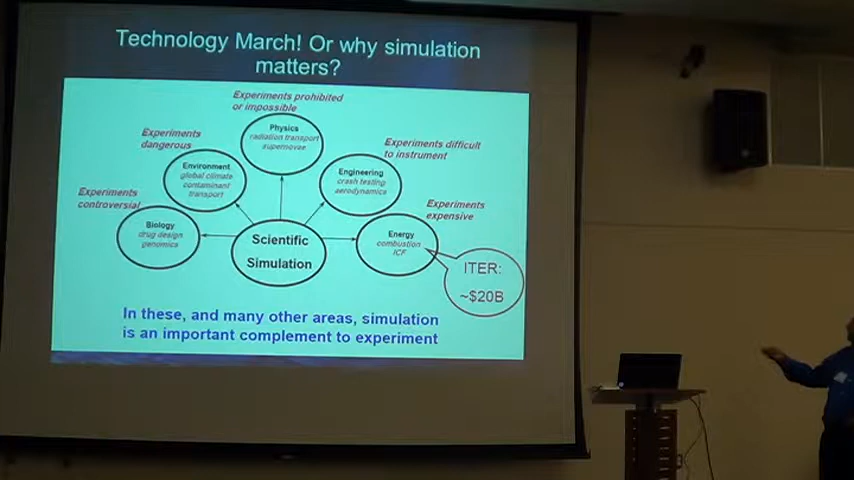 Technology March! Or why simulation
matters?
Experiments prohibited
or impossible
Physics
radiation transport
supernovae
Experiments
dangerous
Environment
global climate
contaminant
transport
Experiments difficult
to instrument
Engineering
crash testing
aerodynamics
Experiments
controversial
Biology
drug design
genomics
Experiments
expensive
Energy
combustion
ICF
Scientific
Simulation
ITER:
~$20B
In these, and many other areas, simulation
is an important complement to experiment